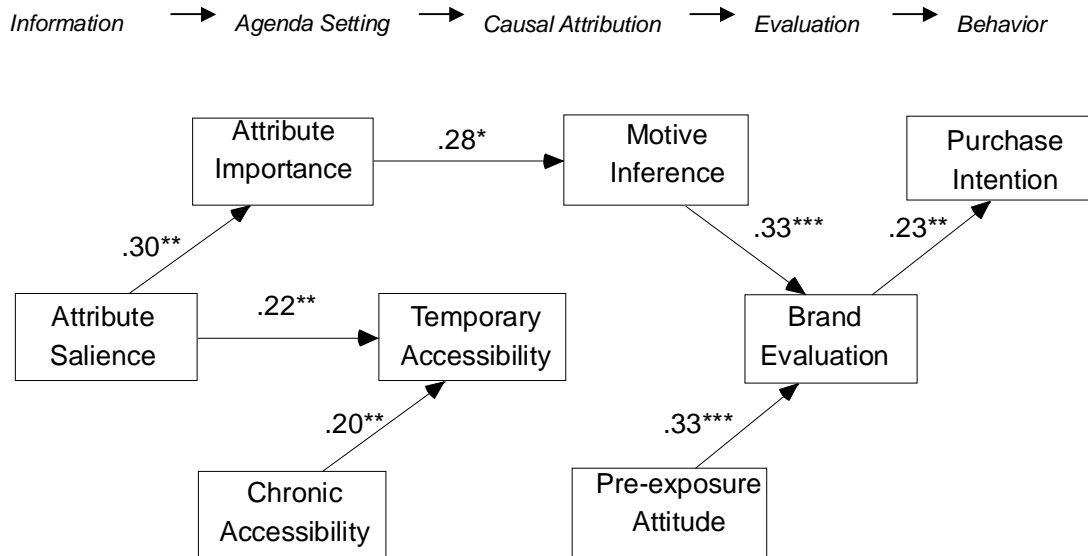 Information Agenda Setting Causal Attribution Evaluation Behavior
Attribute
Importance
.28*
Motive
Inference
Purchase
Intention
.30**
.33***
.23**
Attribute
Salience
.22**
Temporary
Accessibility
Brand
Evaluation
.20**
.33***
Chronic
Accessibility
Pre-exposure
Attitude